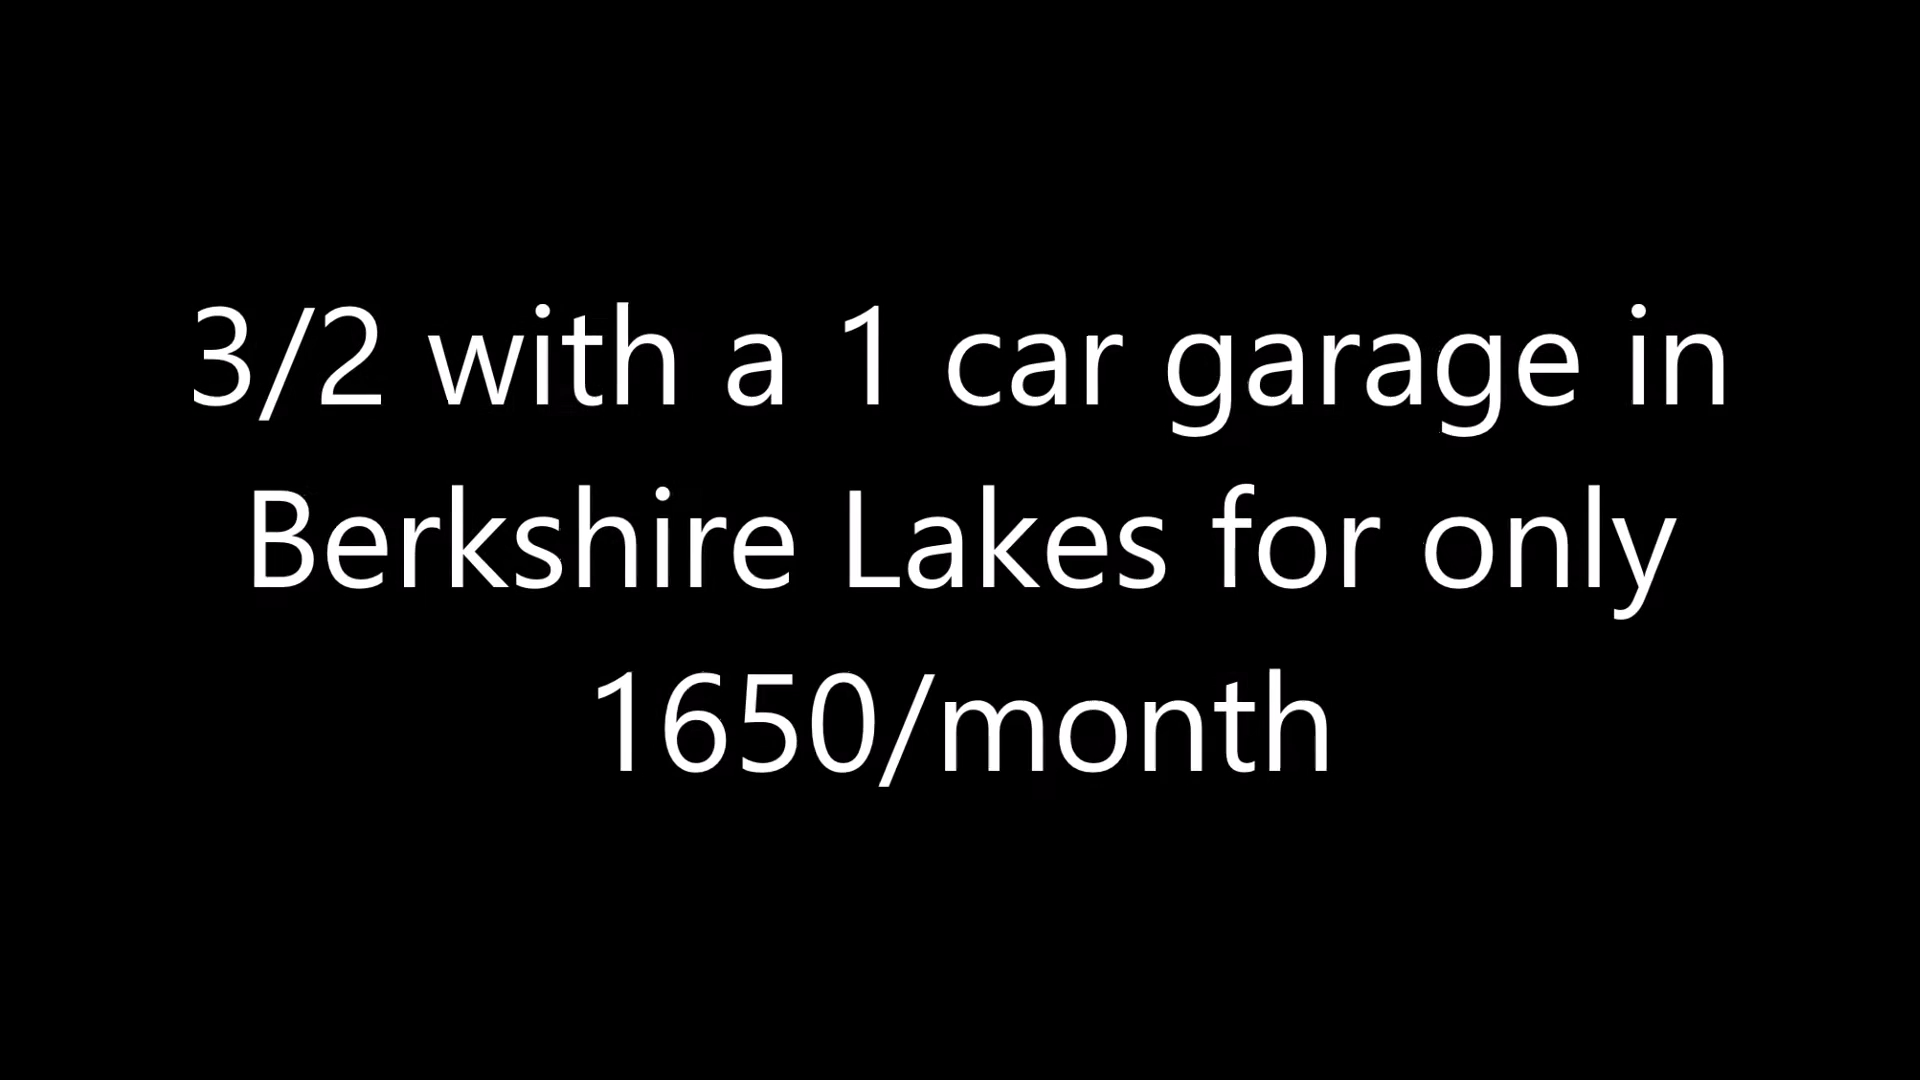 3/2 with a 1 car garage in
Berkshire Lakes for only
1650/month